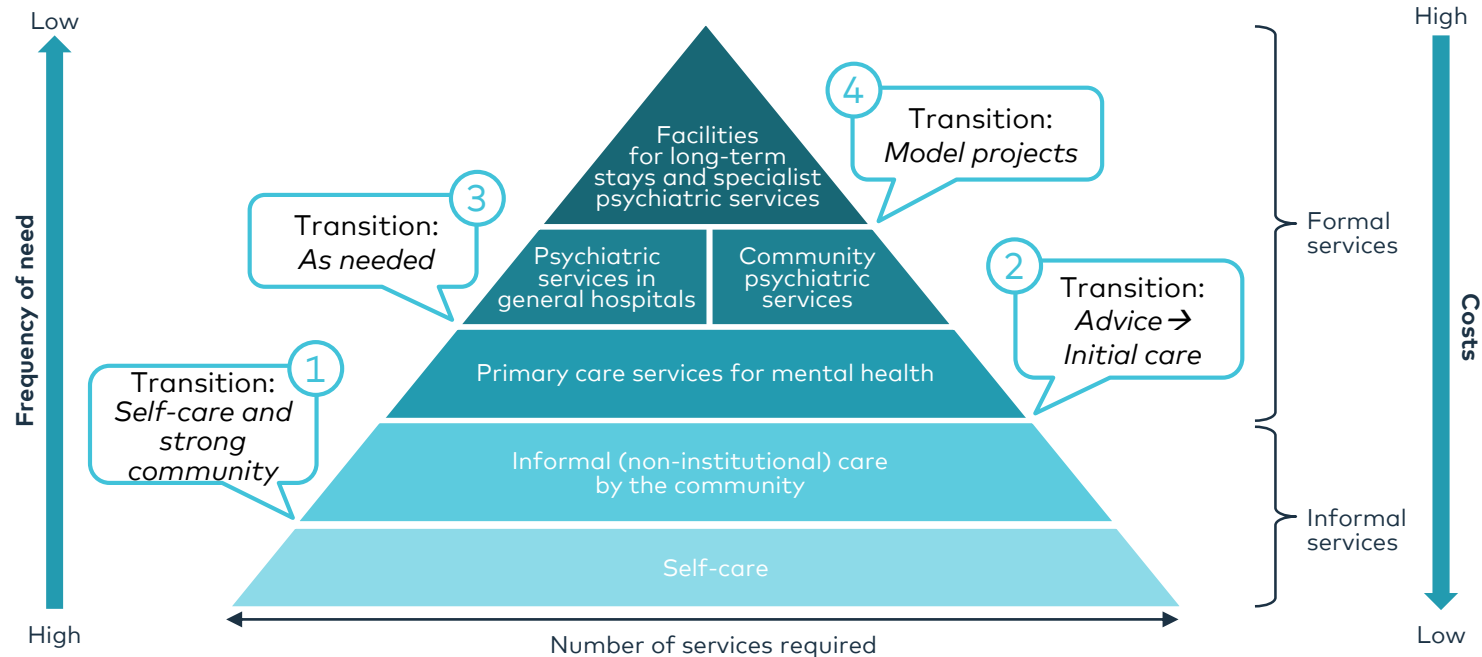 Low
High
4
Transition:
Model projects
Facilities
for long-term
stays and specialist
psychiatric services
3
Transition:
As needed
Formal
services
Psychiatric
services in
general hospitals
Community
psychiatric
services
2
Transition:
Advice→
Initial care
Frequency of need
Costs
1
Transition:
Self-care and
strong
community
Primary care services for mental health
Informal (non-institutional) care
by the community
Informal
services
Self-care
High
Number of services required
Low